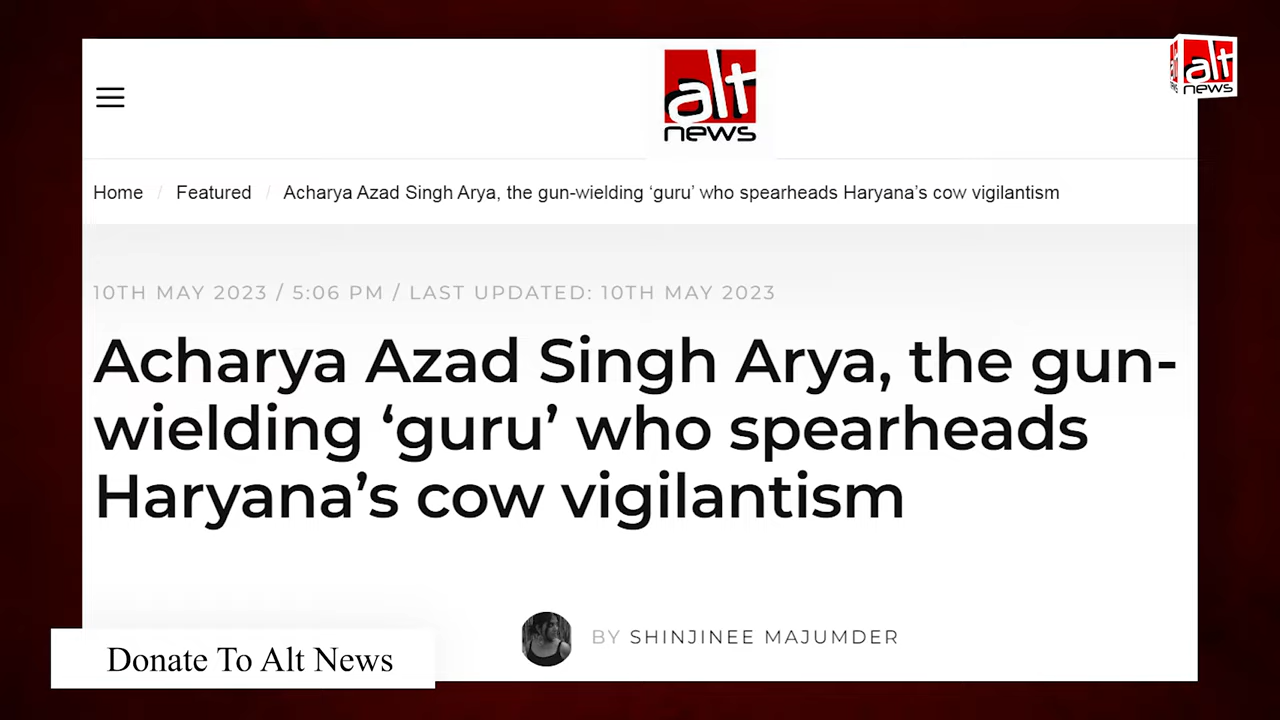 alt
news
alt
news
Home / Featured / Acharya Azad Singh Arya, the gun-wielding ‘guru’ who spearheads Haryana’s cow vigilantism
10TH MAY 2023 / 5:06 PM / LAST UPDATED: 10TH MAY 2023
Acharya Azad Singh Arya, the gun-
wielding ‘guru’ who spearheads
Haryana’s cow vigilantism
BY SHINJINEE MAJUMDER
Donate To Alt News